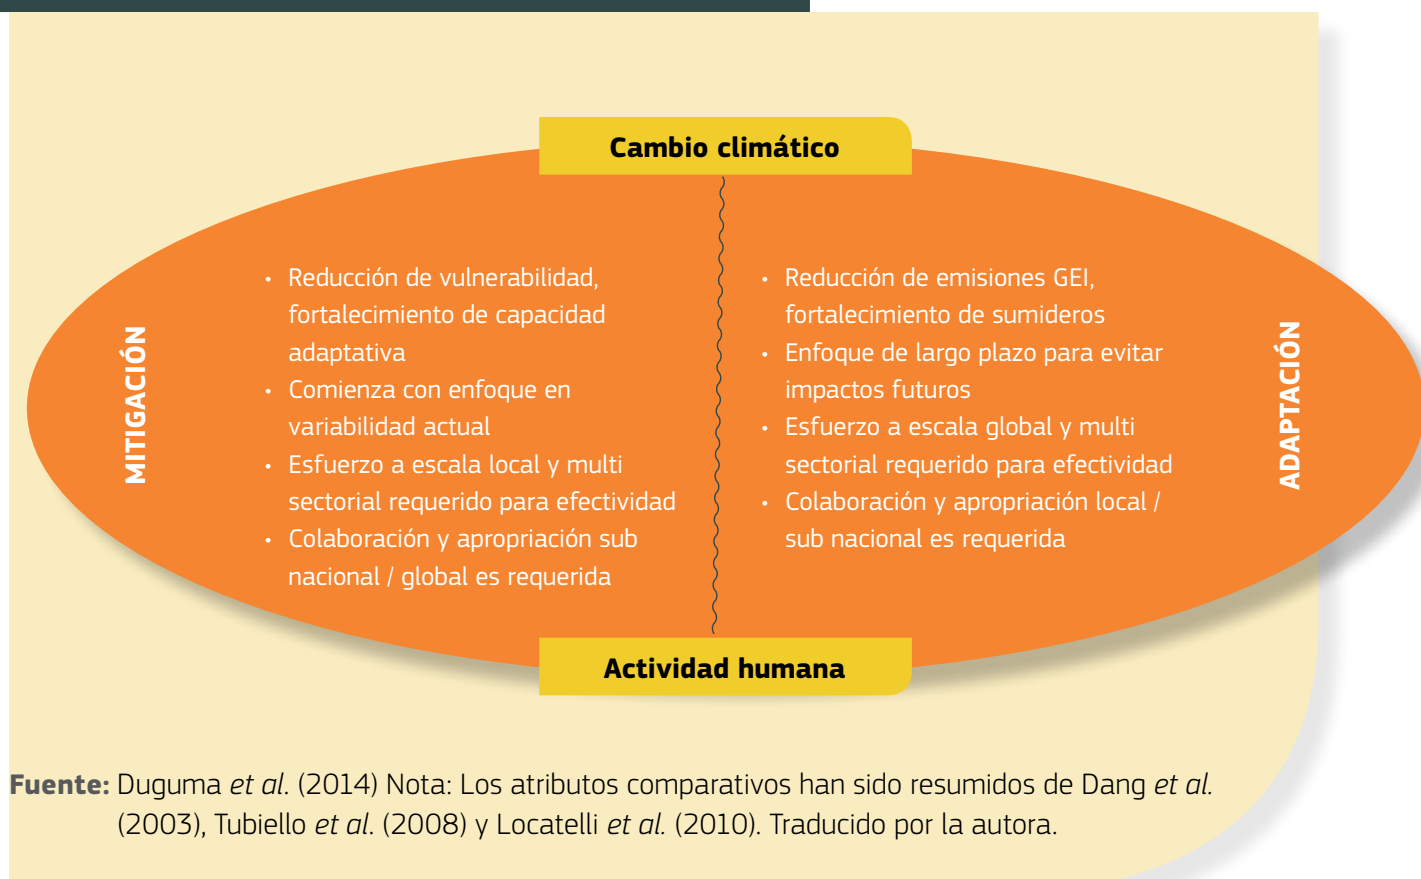 Cambio climático
MITIGACIÓN
• Reducción de vulnerabilidad,
fortalecimiento de capacidad
adaptativa
• Comienza con enfoque en
variabilidad actual
• Esfuerzo a escala local y multi
sectorial requerido para efectividad
• Colaboración y apropiación sub
nacional / global es requerida
• Reducción de emisiones GEI,
fortalecimiento de sumideros
• Enfoque de largo plazo para evitar
impactos futuros
• Esfuerzo a escala global y multi
sectorial requerido para efectividad
• Colaboración y apropiación local /
sub nacional es requerida
ADAPTACIÓN
Actividad humana
Fuente: Duguma et al. (2014) Nota: Los atributos comparativos han sido resumidos de Dang et al.
(2003), Tubiello et al. (2008) y Locatelli et al. (2010). Traducido por la autora.